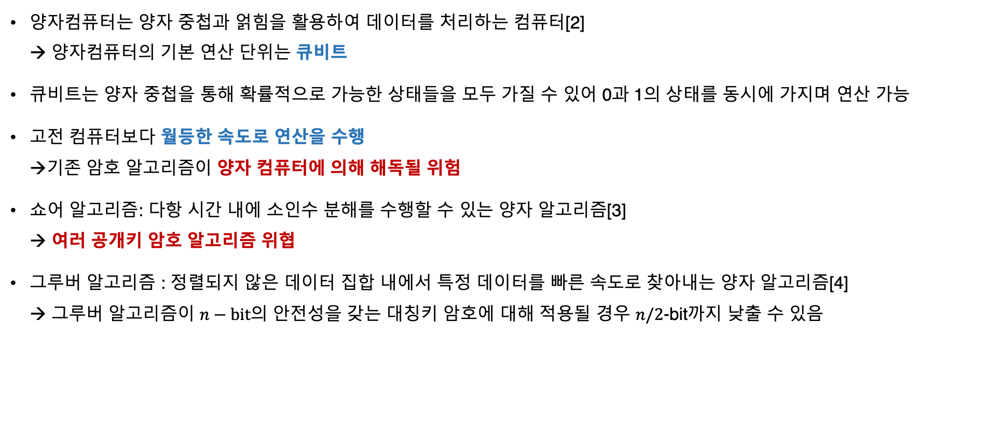 • 양자컴퓨터는 양자 중첩과 얽힘을 활용하여 데이터를 처리하는 컴퓨터[2]
→ 양자컴퓨터의 기본 연산 단위는 큐비트
• 큐비트는 양자 중첩을 통해 확률적으로 가능한 상태들을 모두 가질 수 있어 0과 1의 상태를 동시에 가지며 연산 가능
• 고전 컴퓨터보다 월등한 속도로 연산을 수행
→기존 암호 알고리즘이 양자 컴퓨터에 의해 해독될 위험
• 쇼어 알고리즘: 다항 시간 내에 소인수 분해를 수행할 수 있는 양자 알고리즘[3]
→ 여러 공개키 암호 알고리즘 위협
• 그루버 알고리즘 : 정렬되지 않은 데이터 집합 내에서 특정 데이터를 빠른 속도로 찾아내는 양자 알고리즘[4]
→ 그루버 알고리즘이 n − bit의 안전성을 갖는 대칭키 암호에 대해 적용될 경우 n/2-bit까지 낮출 수 있음